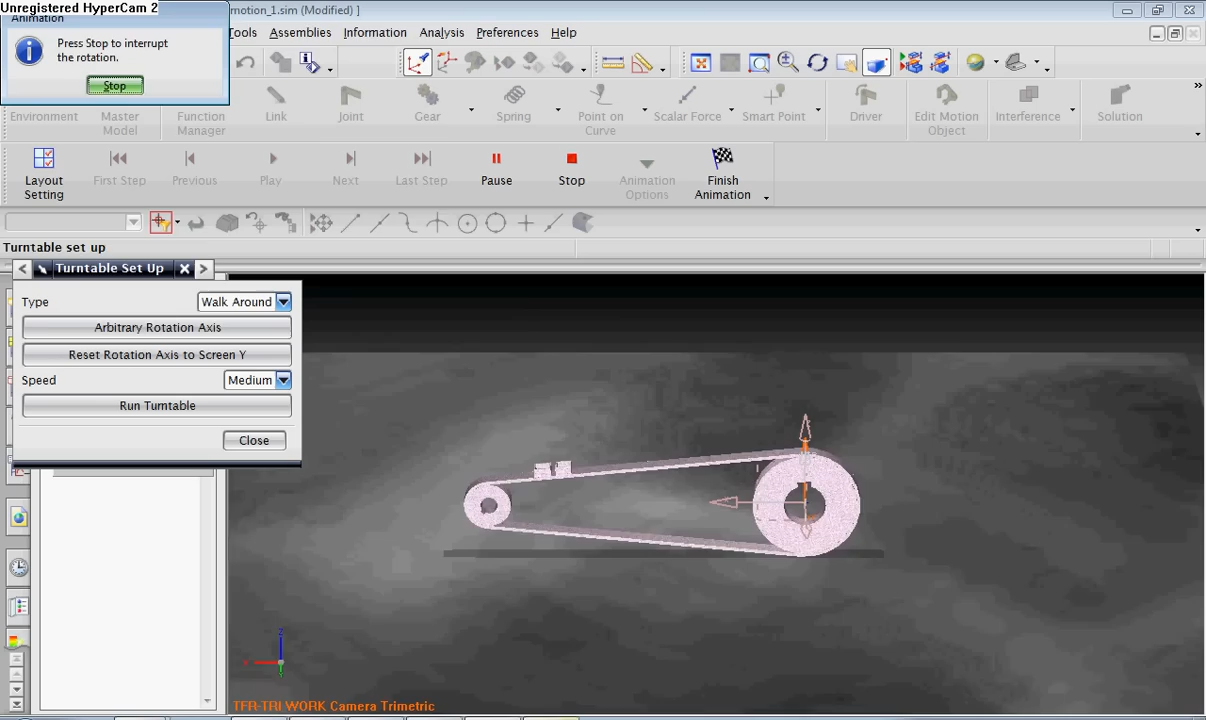 Unregistered HyperCam 2
motion_1.sim (Modified) ]
Animation
Press Stop to interrupt
the rotation.
Stop
Tools Assemblies Information Analysis Preferences Help
Environment
Master
Model
Function
Manager
Link
Joint
Gear
Spring
Point on
Curve
Scalar Force
Smart Point
Driver
Edit Motion
Object
Interference
Solution
Layout
Setting
First Step
Previous
Play
Next
Last Step
Pause
Stop
Animation
Options
Finish
Animation
Turntable set up
Turntable Set Up
Type Walk Around
Arbitrary Rotation Axis
Reset Rotation Axis to Screen Y
Speed Medium
Run Turntable
Close
Z
X
Y
TFR-TRI WORK Camera Trimetric